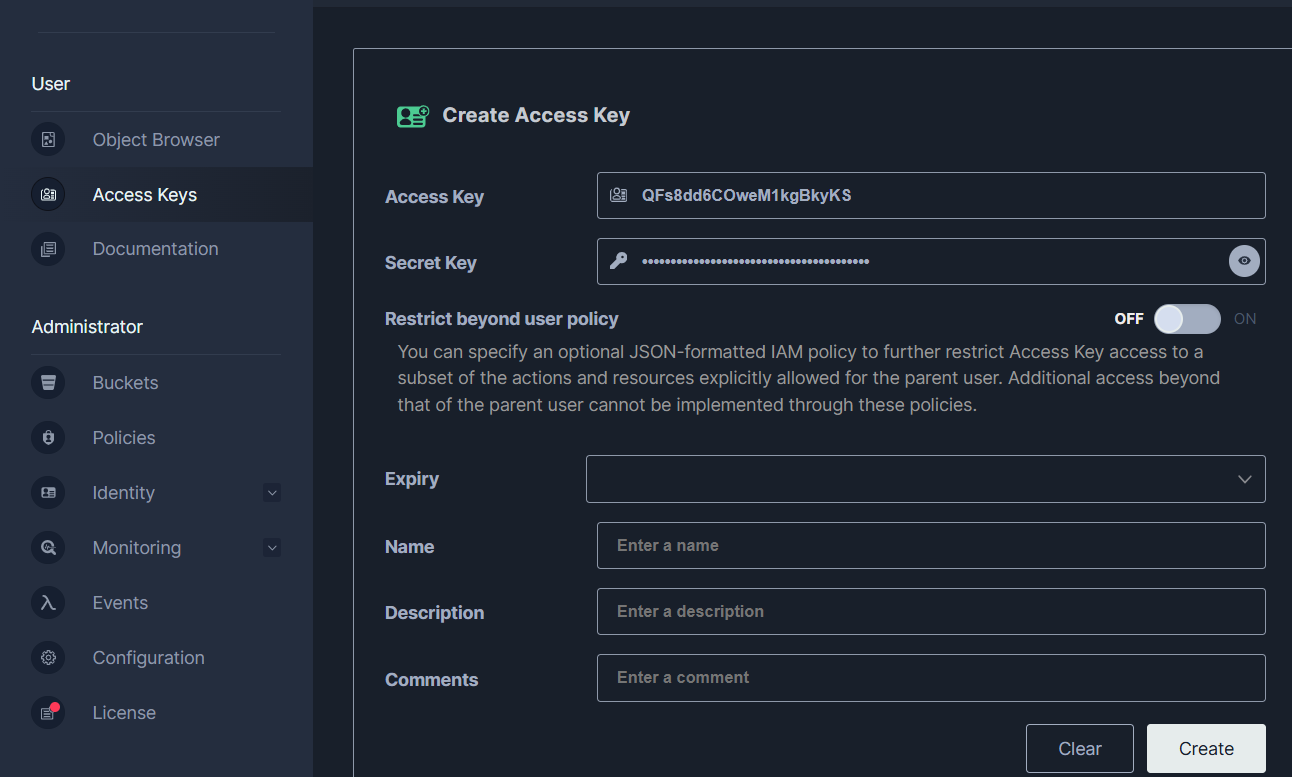 User
Object Browser
Access Keys
Documentation
Administrator
Buckets
Policies
Identity
Monitoring
Events
Configuration
License
Create Access Key
Access Key
QFs8dd6COweM1kgBkyKS
Secret Key
••••••••••••••••••••••••••••••••••••••••
Restrict beyond user policy
OFF ON
You can specify an optional JSON-formatted IAM policy to further restrict Access Key access to a
subset of the actions and resources explicitly allowed for the parent user. Additional access beyond
that of the parent user cannot be implemented through these policies.
Expiry
Name
Enter a name
Description
Enter a description
Comments
Enter a comment
Clear
Create